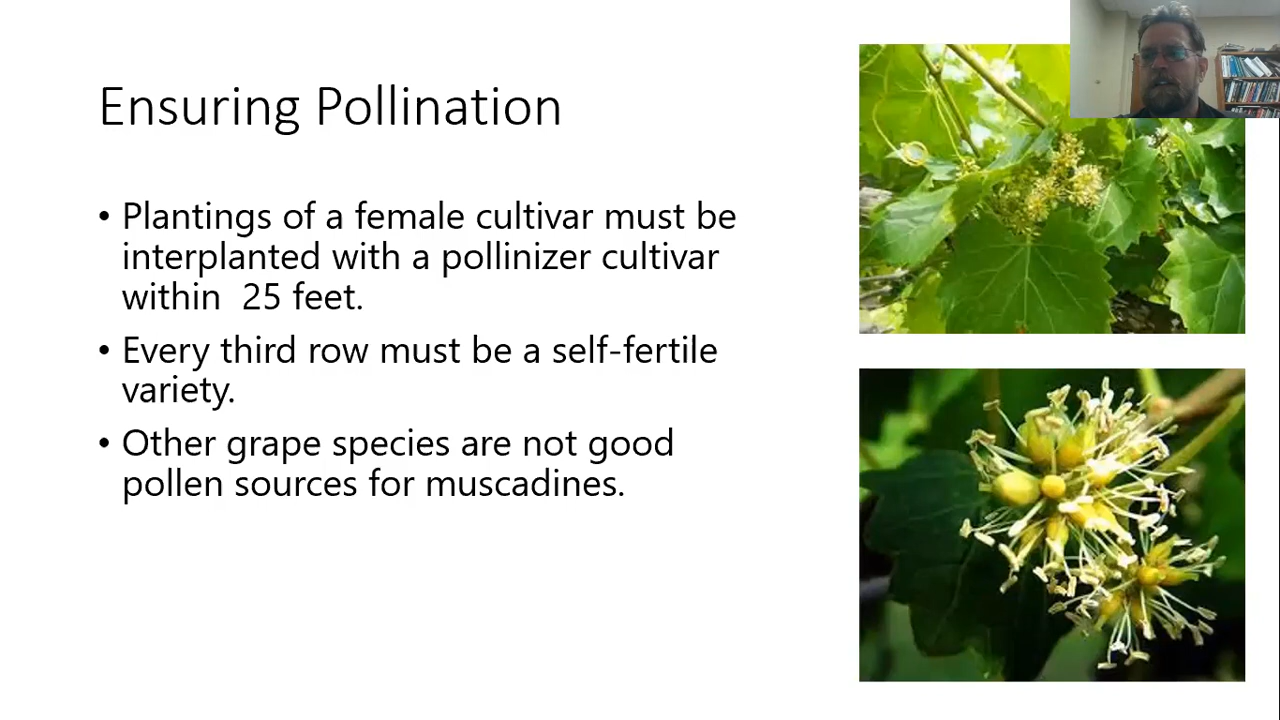 Ensuring Pollination
• Plantings of a female cultivar must be
interplanted with a pollinizer cultivar
within  25 feet.
• Every third row must be a self-fertile
variety.
• Other grape species are not good
pollen sources for muscadines.